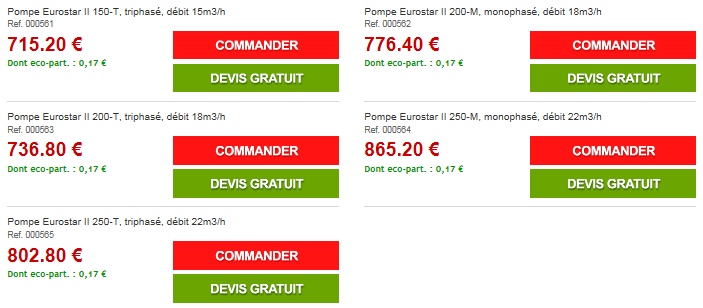 Pompe Eurostar II 150-T, triphasé, débit 15m3/h
Ref. 000561
715.20 €
Dont eco-part. : 0,17 €
COMMANDER
DEVIS GRATUIT
Pompe Eurostar II 200-M, monophasé, débit 18m3/h
Ref. 000562
776.40 €
Dont eco-part. : 0,17 €
COMMANDER
DEVIS GRATUIT
Pompe Eurostar II 200-T, triphasé, débit 18m3/h
Ref. 000563
736.80 €
Dont eco-part. : 0,17 €
COMMANDER
DEVIS GRATUIT
Pompe Eurostar II 250-M, monophasé, débit 22m3/h
Ref. 000564
865.20 €
Dont eco-part. : 0,17 €
COMMANDER
DEVIS GRATUIT
Pompe Eurostar II 250-T, triphasé, débit 22m3/h
Ref. 000565
802.80 €
Dont eco-part. : 0,17 €
COMMANDER
DEVIS GRATUIT